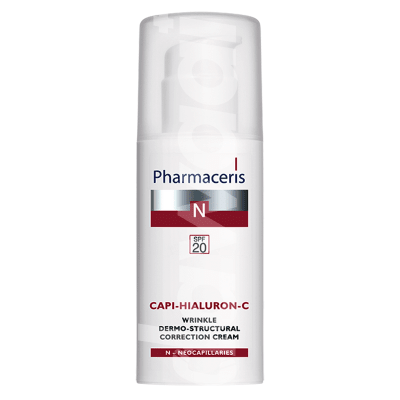 Pharmaceris
N
SPF
20
CAPI-HIALURON-C
WRINKLE
DERMO-STRUCTURAL
CORRECTION CREAM
N - NEOCAPILLARIES